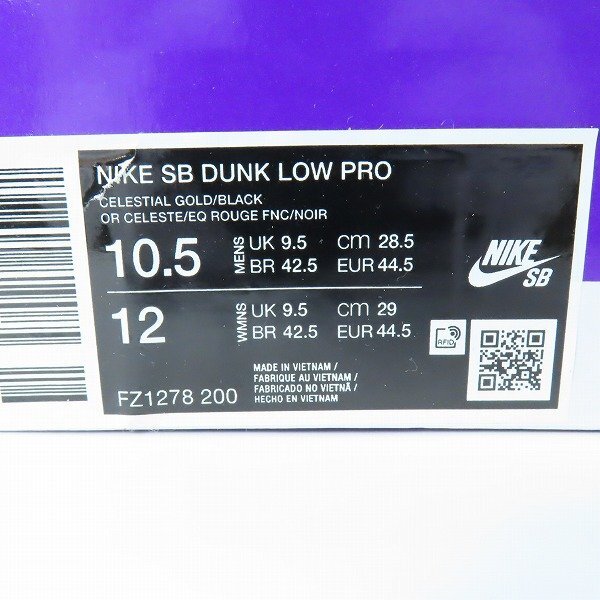 NIKE SB DUNK LOW PRO
CELESTIAL GOLD/BLACK
OR CELESTE/EQ ROUGE FNC/NOIR
10.5 MENS UK 9.5 cm 28.5
BR 42.5 EUR 44.5
12 WMNS UK 9.5 cm 29
BR 42.5 EUR 44.5
NIKE
SB
RFID
MADE IN VIETNAM /
FABRIQUE AU VIETNAM /
FABRICADO NO VIETNÃ /
HECHO EN VIETNAM
FZ1278 200